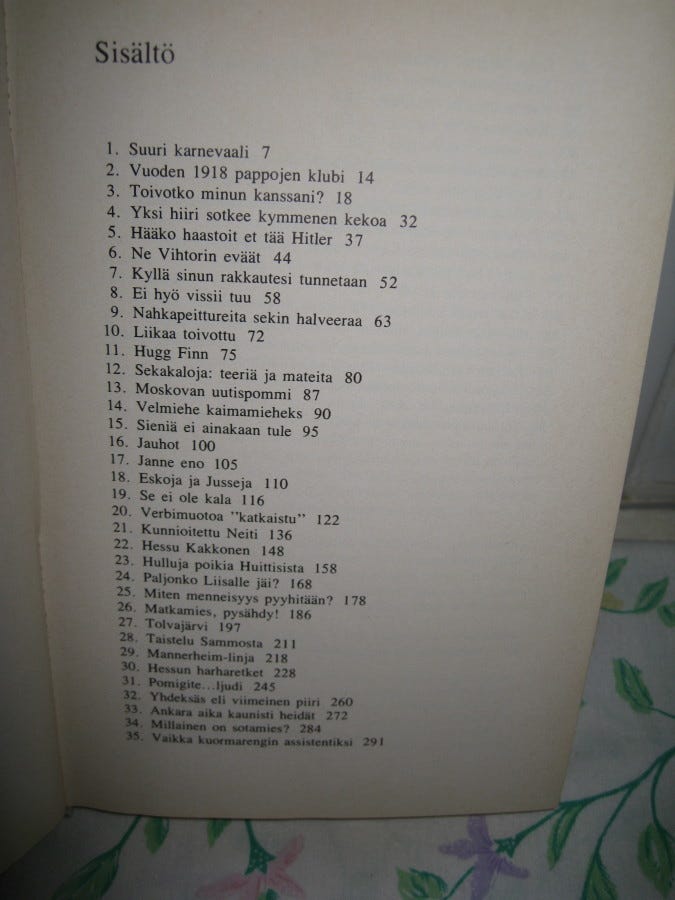 Sisältö
1. Suuri karnevaali 7
2. Vuoden 1918 pappojen klubi 14
3. Toivotko minun kanssani? 18
4. Yksi hiiri sotkee kymmenen kekoa 32
5. Hääko haastoit et tää Hitler 37
6. Ne Vihtorin eväät 44
7. Kyllä sinun rakkautesi tunnetaan 52
8. Ei hyö vissii tuu 58
9. Nahkapeittureita sekin halveeraa 63
10. Liikaa toivottu 72
11. Hugg Finn 75
12. Sekakaloja: teeriä ja mateita 80
13. Moskovan uutispommi 87
14. Velmiehe kaimamieheks 90
15. Sieniä ei ainakaan tule 95
16. Jauhot 100
17. Janne eno 105
18. Eskoja ja Jusseja 110
19. Se ei ole kala 116
20. Verbimuotoa ”katkaistu” 122
21. Kunnioitettu Neiti 136
22. Hessu Kakkonen 148
23. Hulluja poikia Huittisista 158
24. Paljonko Liisalle jäi? 168
25. Miten menneisyys pyyhitään? 178
26. Matkamies, pysähdy! 186
27. Tolvajärvi 197
28. Taistelu Sammosta 211
29. Mannerheim-linja 218
30. Hessun harharetket 228
31. Pomigite...ljudi 245
32. Yhdeksäs eli viimeinen piiri 260
33. Ankara aika kaunisti heidät 272
34. Millainen on sotamies? 284
35. Vaikka kuormarengin assistentiksi 291